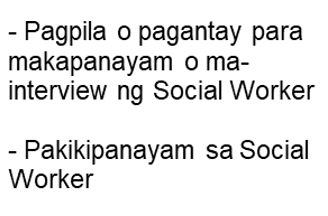 - Pagpila o pagantay para
makapanayam o ma-
interview ng Social Worker
- Pakikipanayam sa Social
Worker